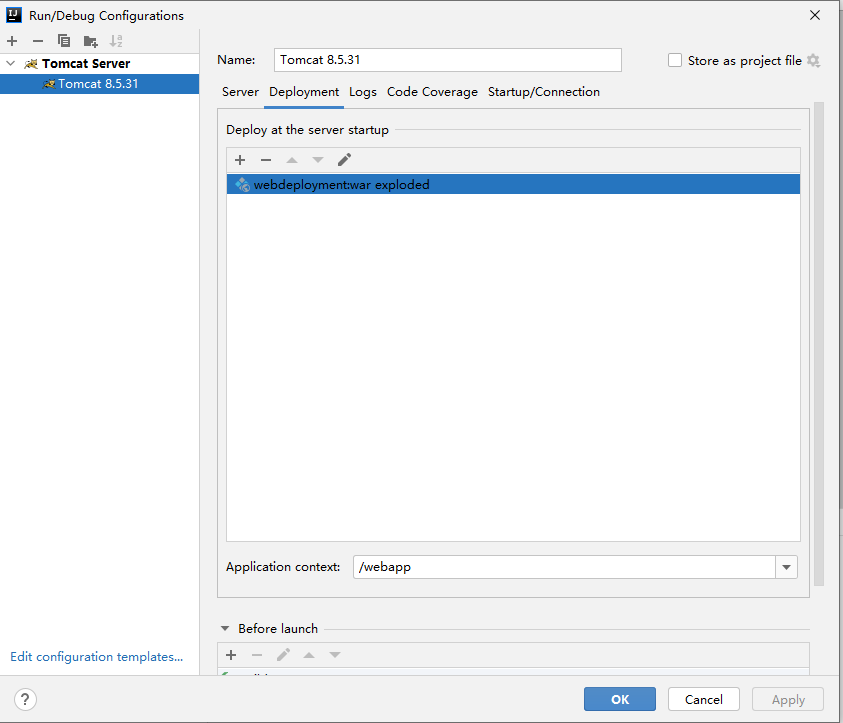 Run/Debug Configurations
Tomcat Server
Tomcat 8.5.31
Name: Tomcat 8.5.31 Store as project file
Server Deployment Logs Code Coverage Startup/Connection
Deploy at the server startup
webdeployment:war exploded
Application context: /webapp
Before launch
Edit configuration templates...
? OK Cancel Apply